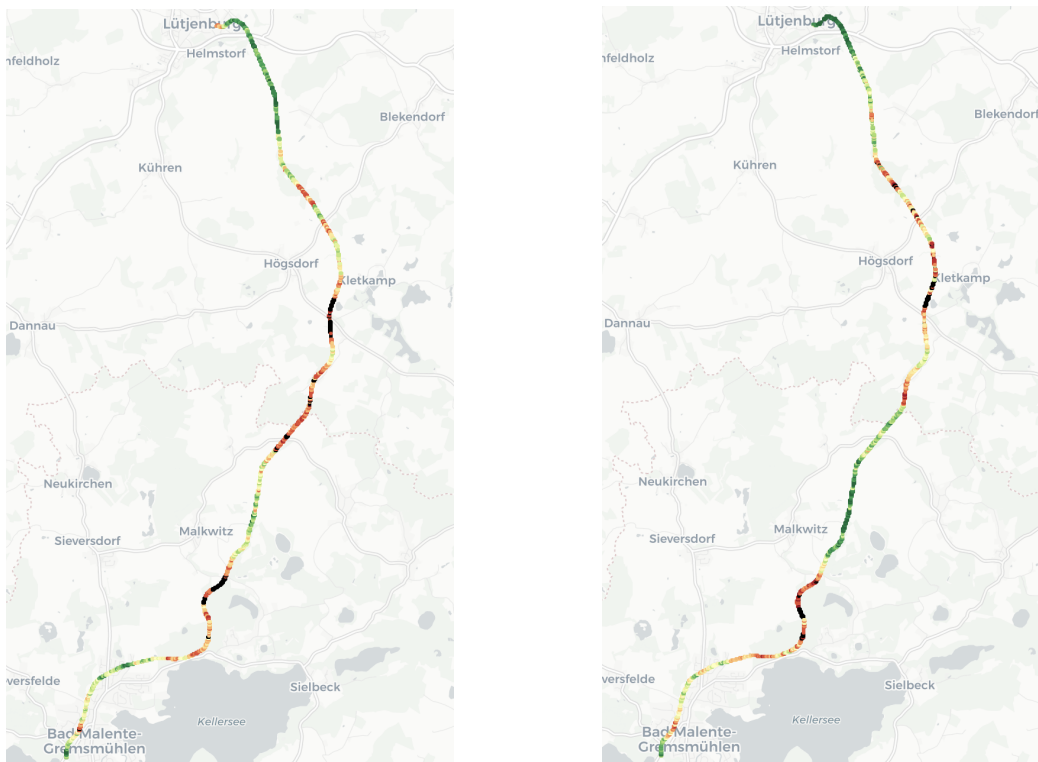 Lütjenburg
Helmstorf
nfeldholz
Blekendorf
Kühren
Högsdorf
Kletkamp
Dannau
Neukirchen
Malkwitz
Sieversdorf
versfelde
Sielbeck
Kellersee
Bad Malente-
Gremsmühlen
Lütjenburg
Helmstorf
nfeldholz
Blekendorf
Kühren
Högsdorf
Kletkamp
Dannau
Neukirchen
Malkwitz
Sieversdorf
versfelde
Sielbeck
Kellersee
Bad Malente-
Gremsmühlen